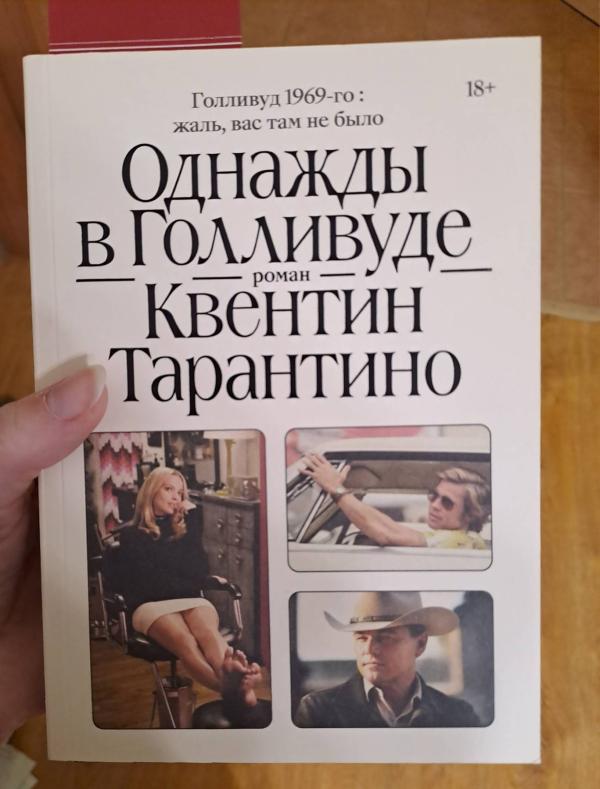 Голливуд 1969-го :
жаль, вас там не было
18+
Однажды
в Голливуде
роман
Квентин
Тарантино